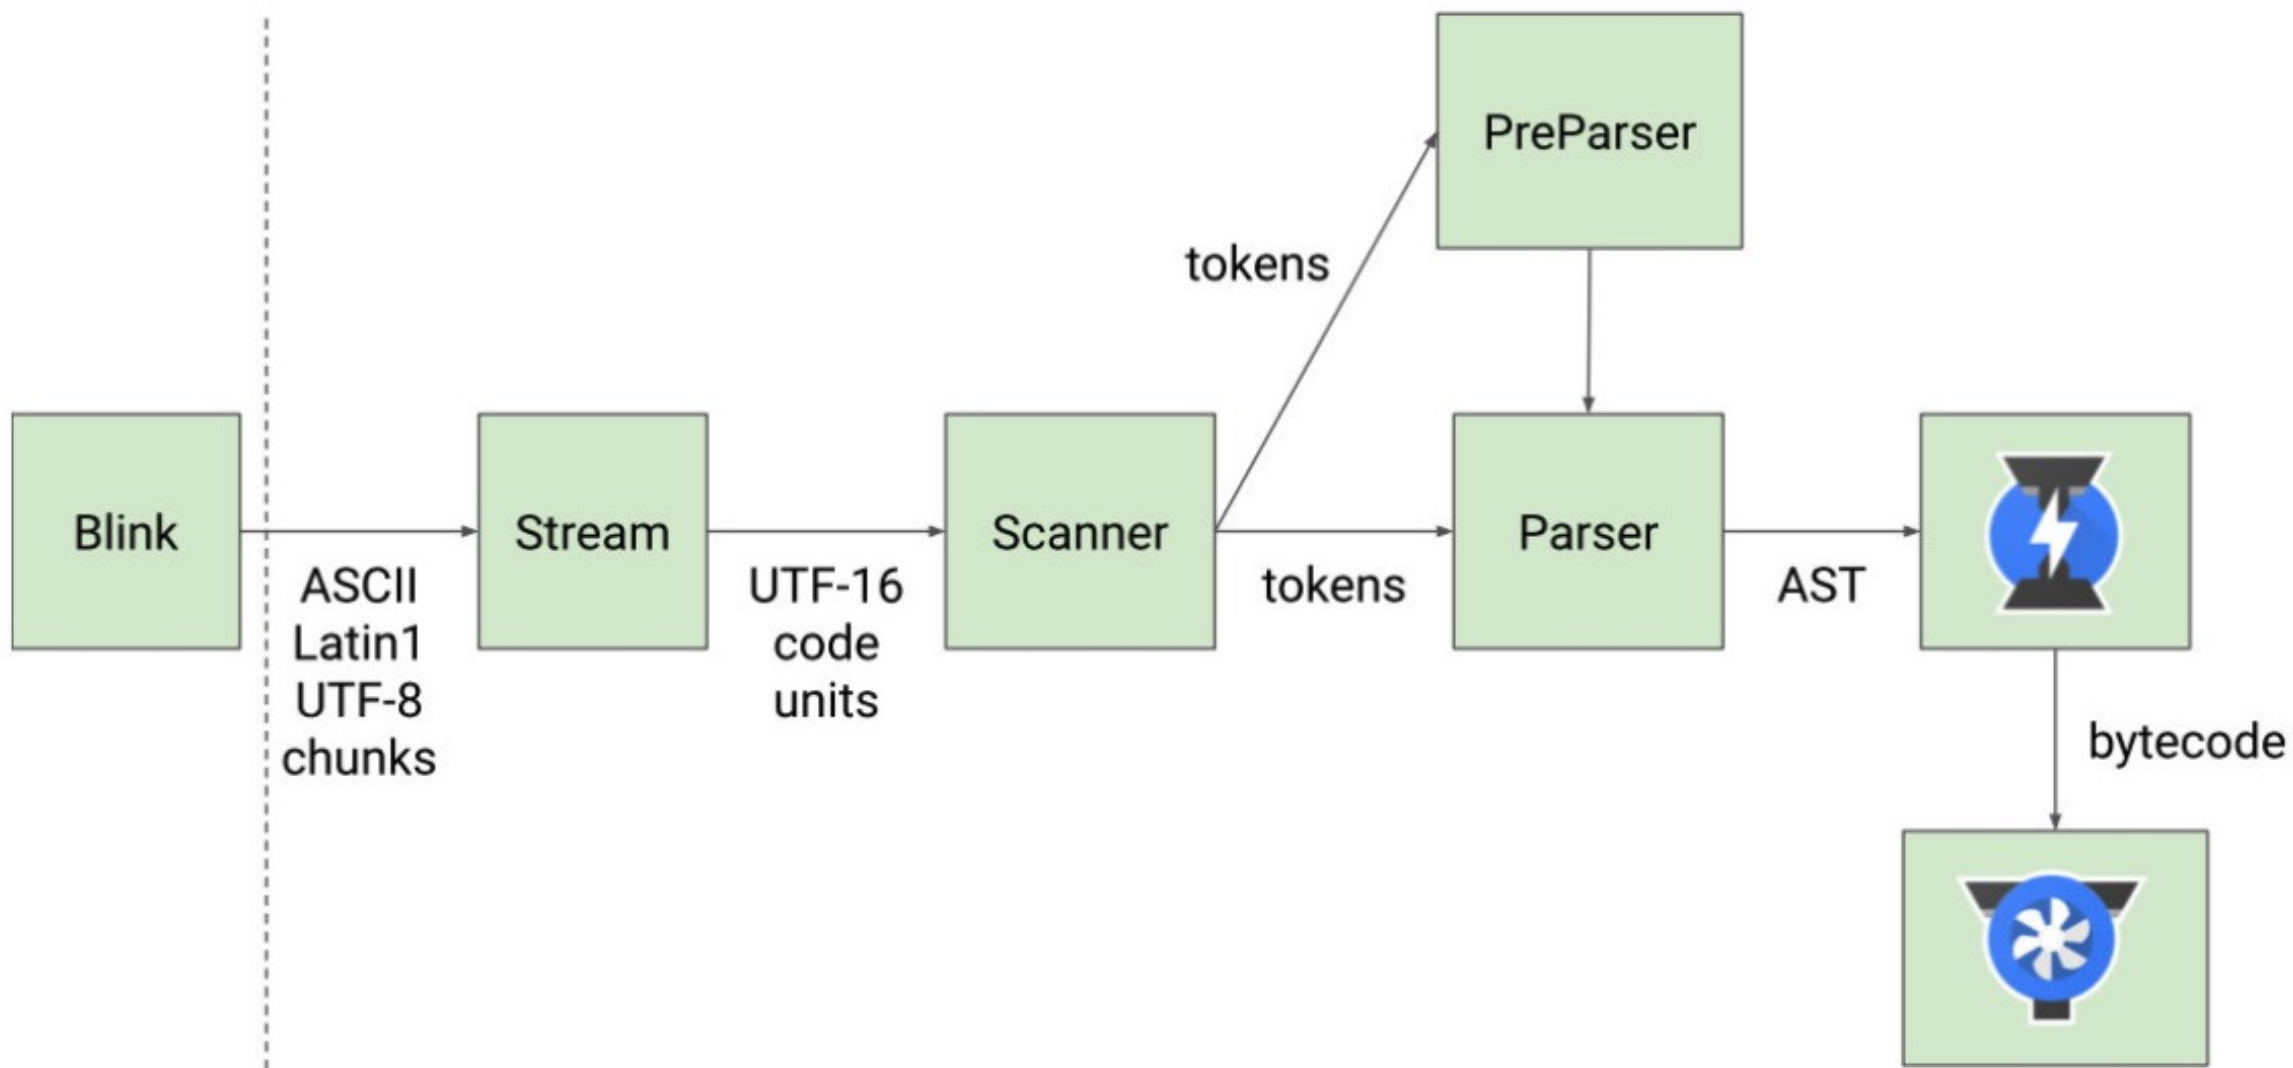 PreParser
tokens
Blink
Stream
Scanner
Parser
ASCII
Latin1
UTF-8
chunks
UTF-16
code
units
tokens
AST
bytecode